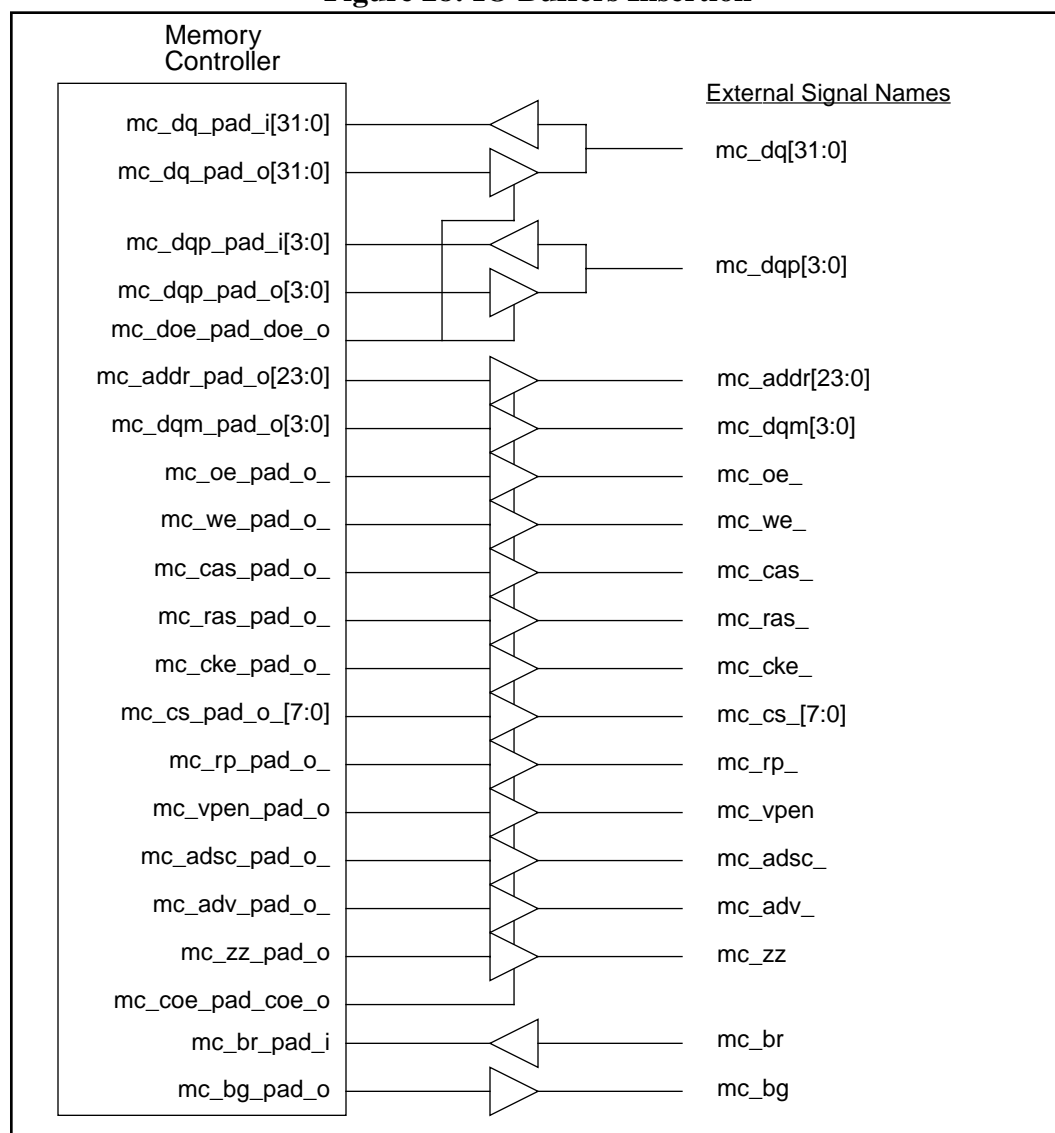 IO Buffers Insertion
Memory
Controller
External Signal Names
mc_dq_pad_i[31:0]
mc_dq[31:0]
mc_dq_pad_o[31:0]
mc_dqp_pad_i[3:0]
mc_dqp[3:0]
mc_dqp_pad_o[3:0]
mc_doe_pad_doe_o
mc_addr_pad_o[23:0] mc_addr[23:0]
mc_dqm_pad_o[3:0] mc_dqm[3:0]
mc_oe_pad_o_ mc_oe_
mc_we_pad_o_ mc_we_
mc_cas_pad_o_ mc_cas_
mc_ras_pad_o_ mc_ras_
mc_cke_pad_o_ mc_cke_
mc_cs_pad_o_[7:0] mc_cs_[7:0]
mc_rp_pad_o_ mc_rp_
mc_vpen_pad_o mc_vpen
mc_adsc_pad_o_ mc_adsc_
mc_adv_pad_o_ mc_adv_
mc_zz_pad_o mc_zz
mc_coe_pad_coe_o
mc_br_pad_i mc_br
mc_bg_pad_o mc_bg